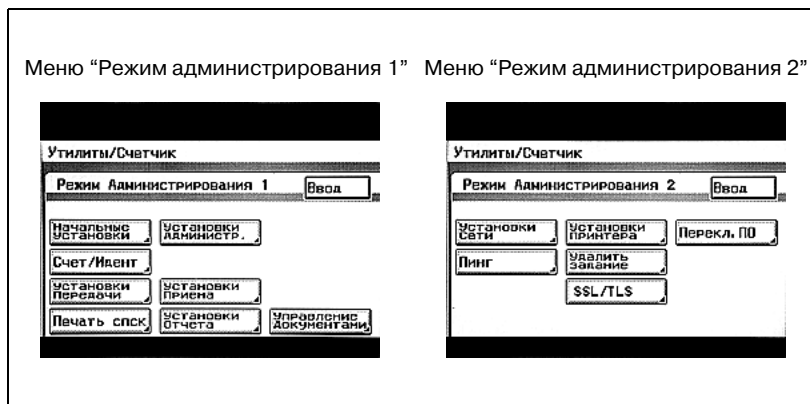 Меню “Режим администрирования 1”
Меню “Режим администрирования 2”
Утилиты/Счетчик
Режим Администрирования 1
Ввод
Начальные
Установки
Установки
Администр.
Счет/Идент
Установки
Передачи
Установки
Приема
Печать спск
Установки
Отчета
Управление
Документами
Утилиты/Счетчик
Режим Администрирования 2
Ввод
Установки
Сети
Установки
принтера
Перекл. ПО
Пинг
Удалить
задание
SSL/TLS